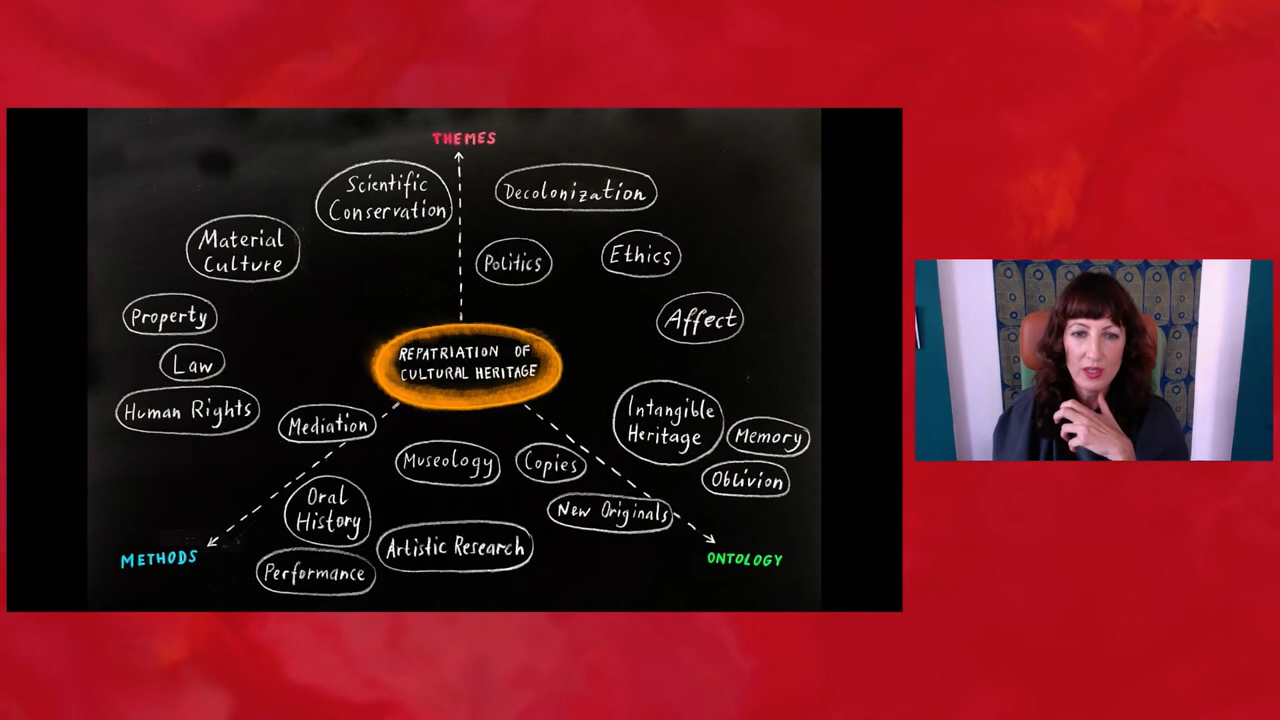 THEMES
Scientific
Conservation
Decolonization
Material
Culture
Politics
Ethics
Property
Affect
Law
REPATRIATION OF
CULTURAL HERITAGE
Human Rights
Mediation
Intangible
Heritage
Memory
Museology
Copies
Oblivion
Oral
History
New Originals
Artistic Research
METHODS
ONTOLOGY
Performance